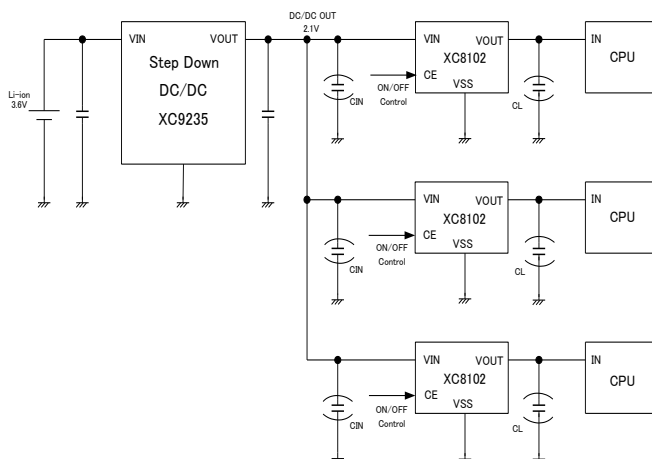 DC/DC OUT
2.1V
VIN VOUT
Step Down
DC/DC
XC9235
Li-ion
3.6V
VIN VOUT
XC8102
CE
VSS
ON/OFF
Control
CIN
CL
IN
CPU
VIN VOUT
XC8102
CE
VSS
ON/OFF
Control
CIN
CL
IN
CPU
VIN VOUT
XC8102
CE
VSS
ON/OFF
Control
CIN
CL
IN
CPU